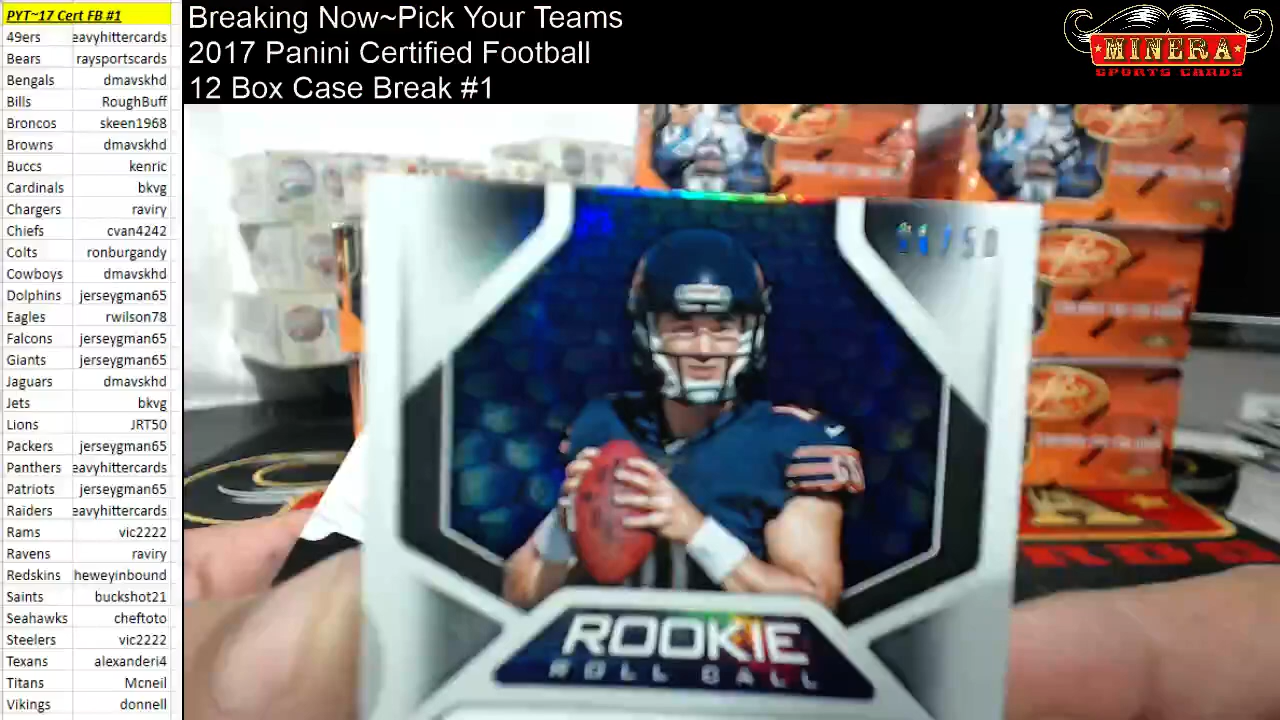 PYT~17 Cert FB #1
49ers eavyhittercards
Bears raysportscards
Bengals dmavskhd
Bills RoughBuff
Broncos skeen1968
Browns dmavskhd
Buccs kenric
Cardinals bkvg
Chargers raviry
Chiefs cvan4242
Colts ronburgandy
Cowboys dmavskhd
Dolphins jerseygman65
Eagles rwilson78
Falcons jerseygman65
Giants jerseygman65
Jaguars dmavskhd
Jets bkvg
Lions JRT50
Packers jerseygman65
Panthers eavyhittercards
Patriots jerseygman65
Raiders eavyhittercards
Rams vic2222
Ravens raviry
Redskins heweyinbound
Saints buckshot21
Seahawks cheftoto
Steelers vic2222
Texans alexanderi4
Titans Mcneil
Vikings donnell
Breaking Now~Pick Your Teams
2017 Panini Certified Football
12 Box Case Break #1
MINERA
SPORTS CARDS
ROOKIE
ROLL CALL